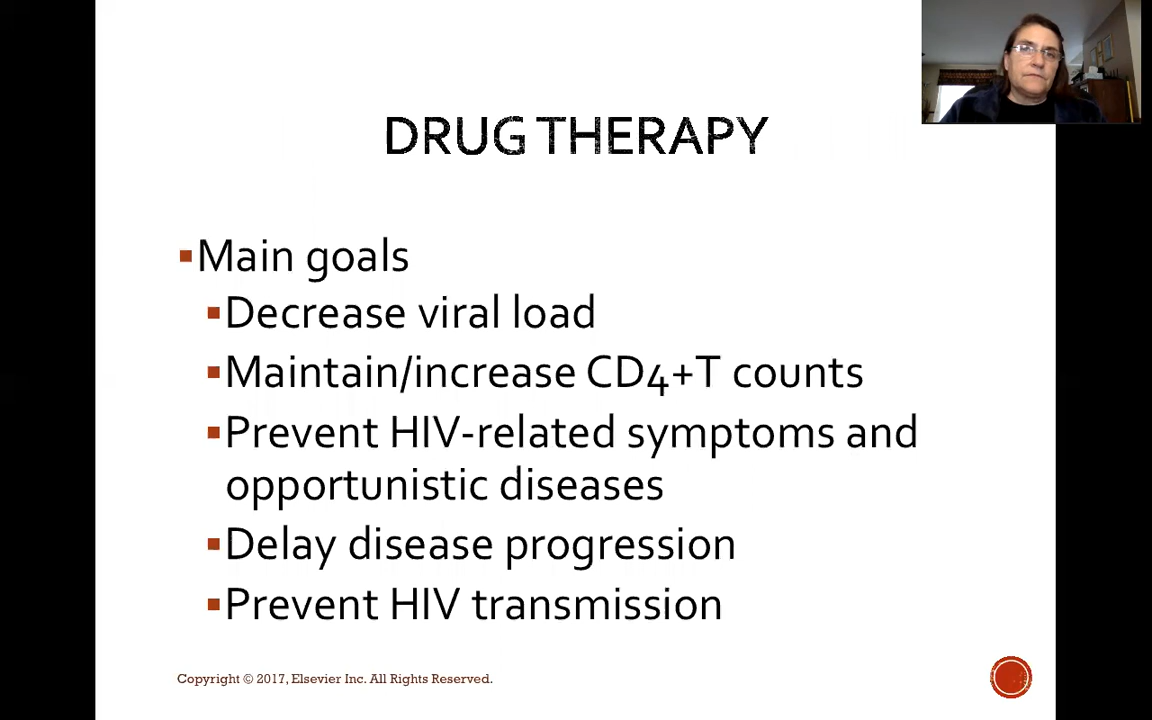 DRUG THERAPY
Main goals
Decrease viral load
Maintain/increase CD4+T counts
Prevent HIV-related symptoms and
opportunistic diseases
Delay disease progression
Prevent HIV transmission
Copyright © 2017, Elsevier Inc. All Rights Reserved.